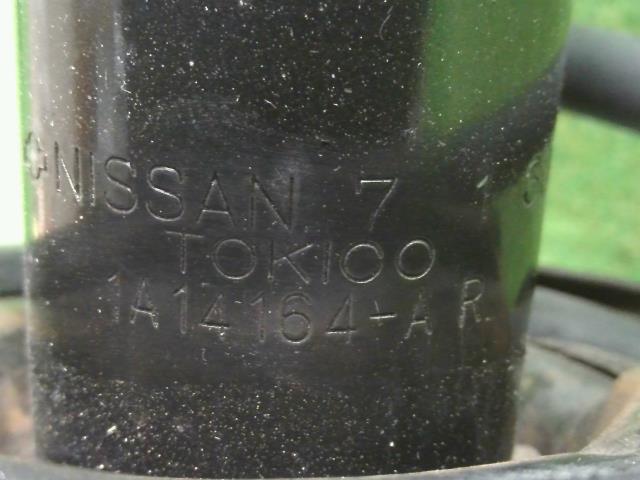 NISSAN 7
TOKICO
1A14164-A R